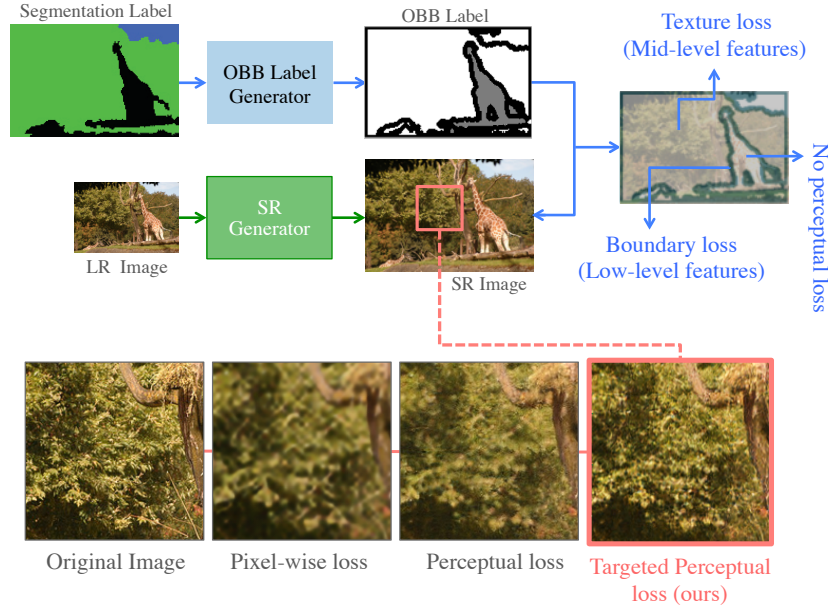 Segmentation Label
OBB Label
Generator
OBB Label
Texture loss
(Mid-level features)
No perceptual loss
LR Image
SR
Generator
SR Image
Boundary loss
(Low-level features)
Original Image
Pixel-wise loss
Perceptual loss
Targeted Perceptual
loss (ours)